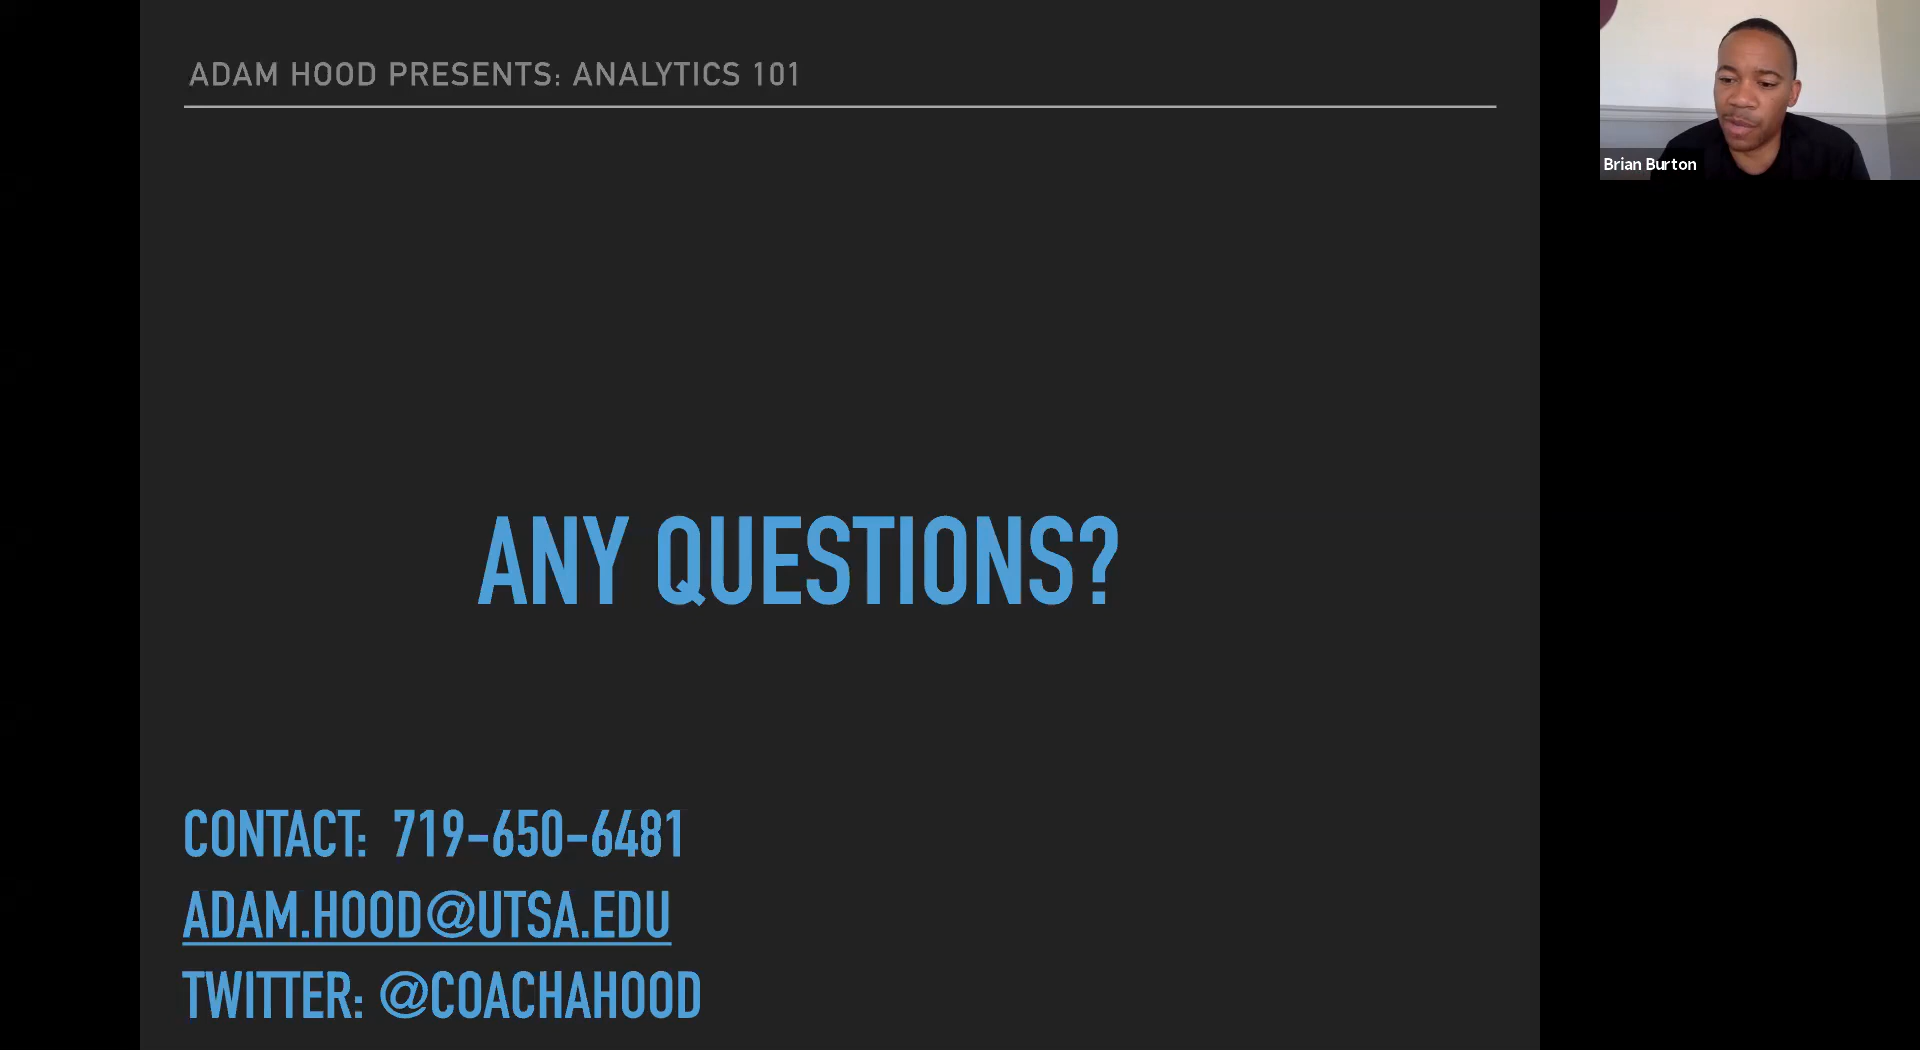 ADAM HOOD PRESENTS: ANALYTICS 101
Brian Burton
ANY QUESTIONS?
CONTACT: 719-650-6481
ADAM.HOOD@UTSA.EDU
TWITTER: @COACHAHOOD